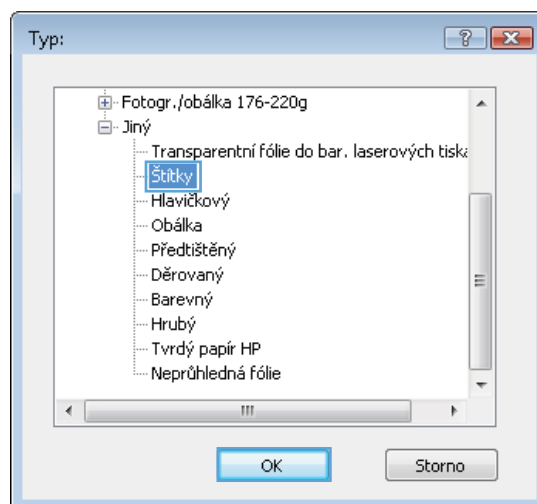 Typ:
Fotogr./obálka 176-220g
Jiný
Transparentní fólie do bar. laserových tiska
Štítky
Hlavičkový
Obálka
Předtištěný
Děrovaný
Barevný
Hrubý
Tvrdý papír HP
Neprůhledná fólie
OK
Storno